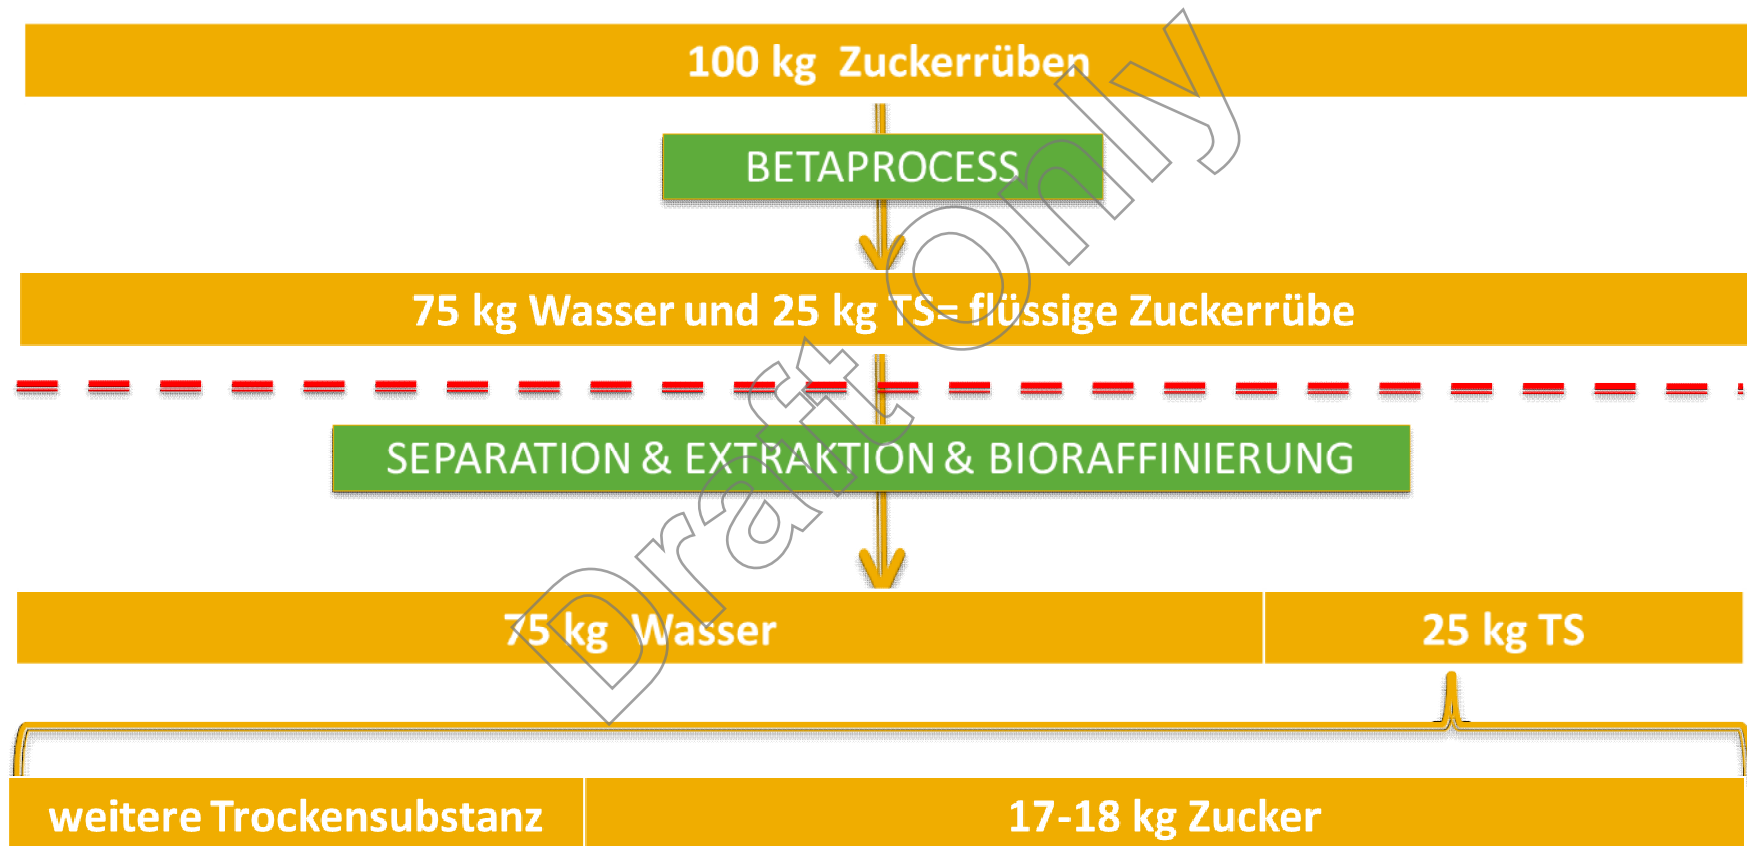 100 kg Zuckerrüben
BETAPROCESS
75 kg Wasser und 25 kg TS= flüssige Zuckerrübe
SEPARATION & EXTRAKTION & BIORAFFINIERUNG
75 kg Wasser 25 kg TS
weitere Trockensubstanz 17-18 kg Zucker
Draft Only